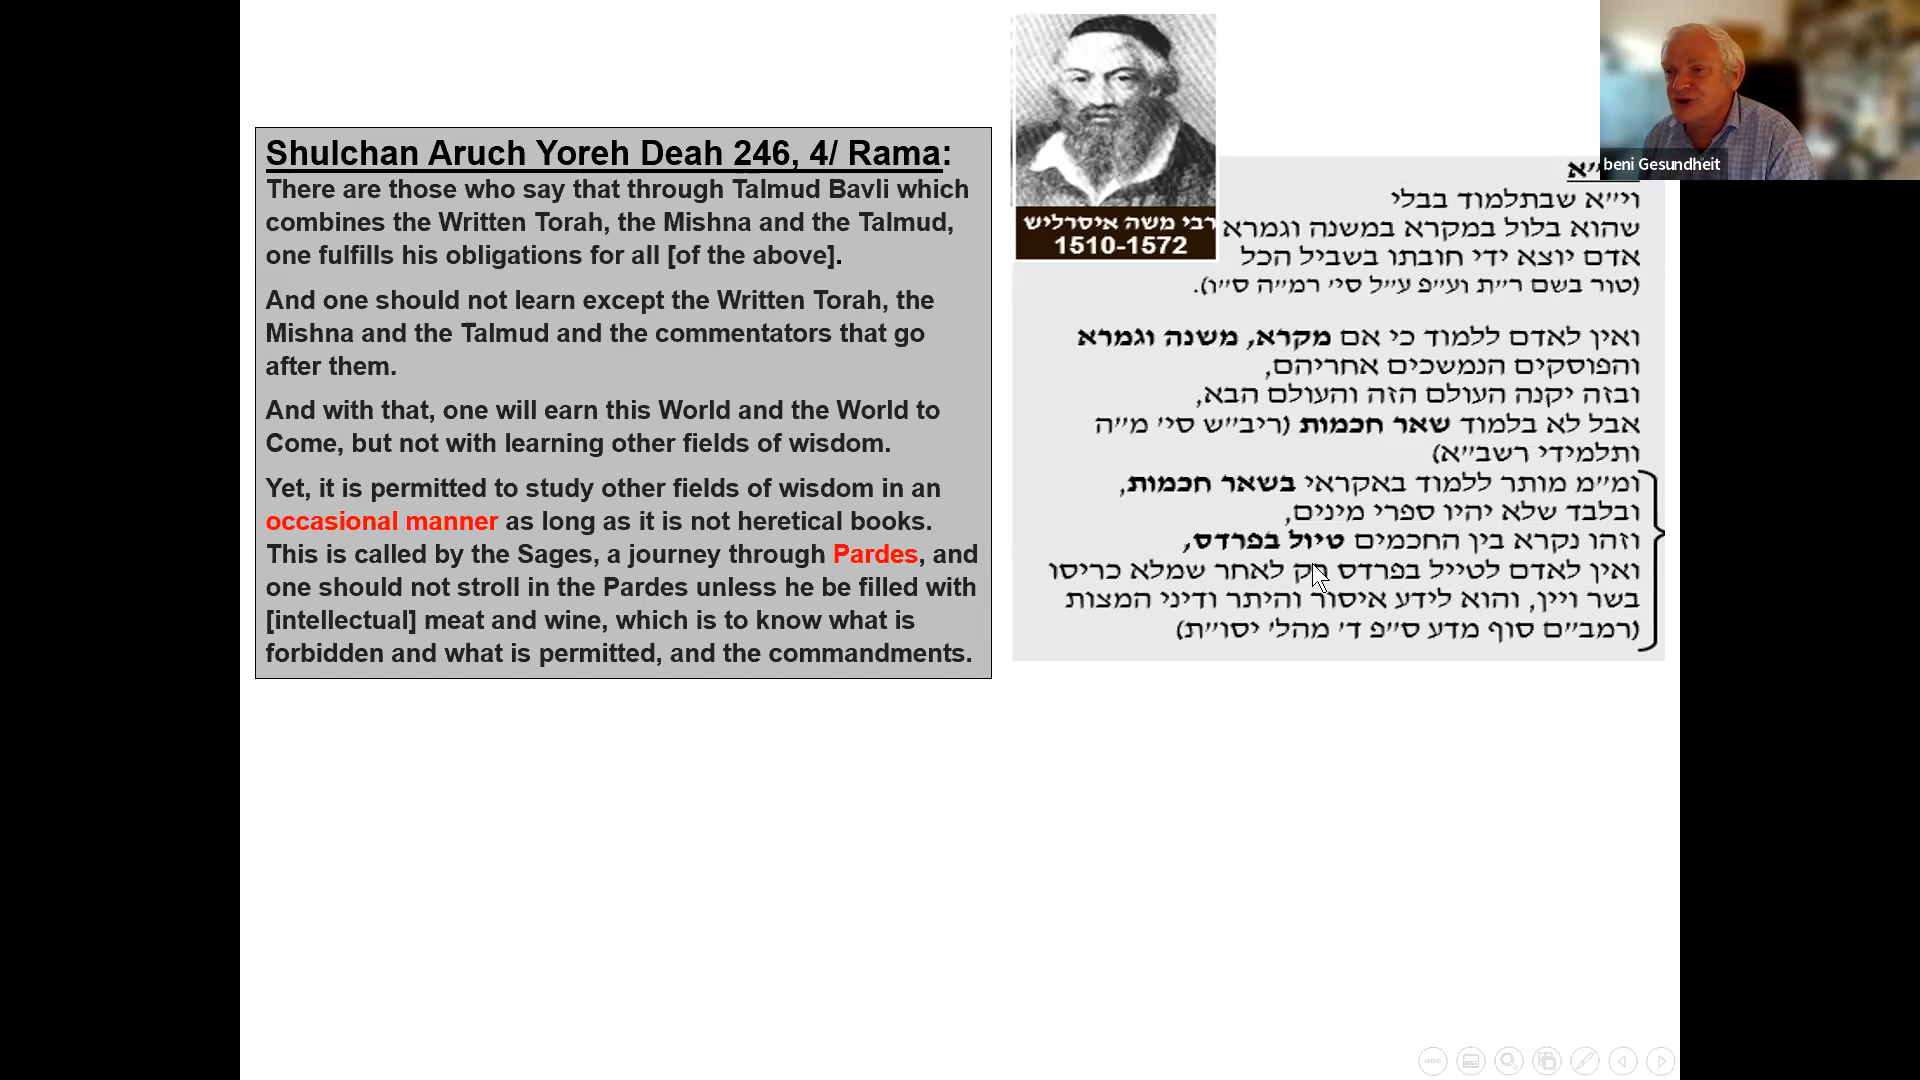 Shulchan Aruch Yoreh Deah 246, 4/ Rama:
There are those who say that through Talmud Bavli which
combines the Written Torah, the Mishna and the Talmud,
one fulfills his obligations for all [of the above].
And one should not learn except the Written Torah, the
Mishna and the Talmud and the commentators that go
after them.
And with that, one will earn this World and the World to
Come, but not with learning other fields of wisdom.
Yet, it is permitted to study other fields of wisdom in an
occasional manner as long as it is not heretical books.
This is called by the Sages, a journey through Pardes, and
one should not stroll in the Pardes unless he be filled with
[intellectual] meat and wine, which is to know what is
forbidden and what is permitted, and the commandments.
רבי משה איסרליש
1510-1572
וי״א שבתלמוד בבלי
שהוא בלול במקרא במשנה וגמרא
אדם יוצא ידי חובתו בשביל הכל
(טור בשם ר״ת וע״פ ע״ל סי׳ רמ״ה ס״ו).
ואין לאדם ללמוד כי אם מקרא, משנה וגמרא
והפוסקים הנמשכים אחריהם,
ובזה יקנה העולם הזה והעולם הבא,
אבל לא בלמוד שאר חכמות (ריב״ש סי׳ מ״ה
ותלמידי רשב״א)
ומ״מ מותר ללמוד באקראי בשאר חכמות,
ובלבד שלא יהיו ספרי מינים,
וזהו נקרא בין החכמים טיול בפרדס,
ואין לאדם לטייל בפרדס רק לאחר שמלא כריסו
בשר ויין, והוא לידע איסור והיתר ודיני המצות
(רמב״ם סוף מדע ס״פ ד׳ מהל׳ יסו״ת)
beni Gesundheit